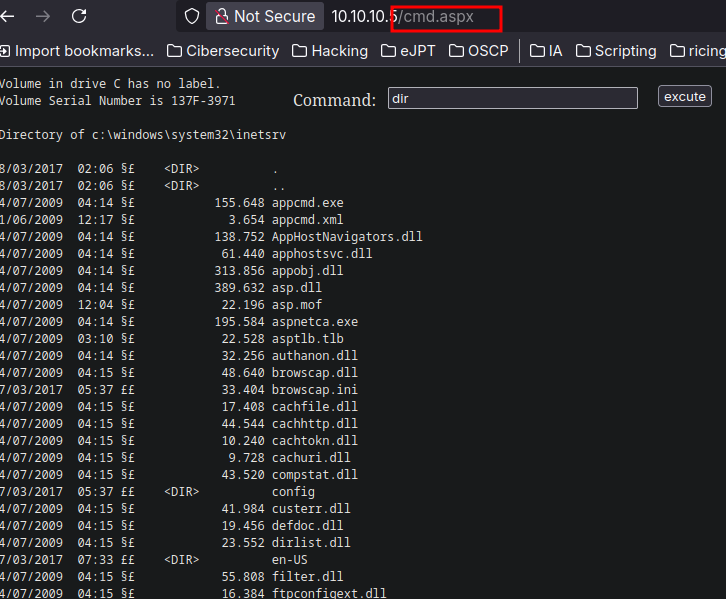 Not Secure 10.10.10.5/cmd.aspx
Import bookmarks... Cibersecurity Hacking eJPT OSCP IA Scripting ricing
Volume in drive C has no label.
Volume Serial Number is 137F-3971
Command: dir excute
Directory of c:\windows\system32\inetsrv
8/03/2017 02:06 §£ <DIR> .
8/03/2017 02:06 §£ <DIR> ..
4/07/2009 04:14 §£ 155.648 appcmd.exe
1/06/2009 12:17 §£ 3.654 appcmd.xml
4/07/2009 04:14 §£ 138.752 AppHostNavigators.dll
4/07/2009 04:14 §£ 61.440 apphostsvc.dll
4/07/2009 04:14 §£ 313.856 appobj.dll
4/07/2009 04:14 §£ 389.632 asp.dll
4/07/2009 12:04 §£ 22.196 asp.mof
4/07/2009 04:14 §£ 195.584 aspnetca.exe
4/07/2009 03:10 §£ 22.528 asptlb.tlb
4/07/2009 04:14 §£ 32.256 authanon.dll
4/07/2009 04:15 §£ 48.640 browscap.dll
7/03/2017 05:37 ££ 33.404 browscap.ini
4/07/2009 04:15 §£ 17.408 cachfile.dll
4/07/2009 04:15 §£ 44.544 cachhttp.dll
4/07/2009 04:15 §£ 10.240 cachtokn.dll
4/07/2009 04:15 §£ 9.728 cachuri.dll
4/07/2009 04:15 §£ 43.520 compstat.dll
7/03/2017 05:37 ££ <DIR> config
4/07/2009 04:15 §£ 41.984 custerr.dll
4/07/2009 04:15 §£ 19.456 defdoc.dll
4/07/2009 04:15 §£ 23.552 dirlist.dll
7/03/2017 07:33 ££ <DIR> en-US
4/07/2009 04:15 §£ 55.808 filter.dll
4/07/2009 04:15 §£ 16.384 ftpconfigext.dll